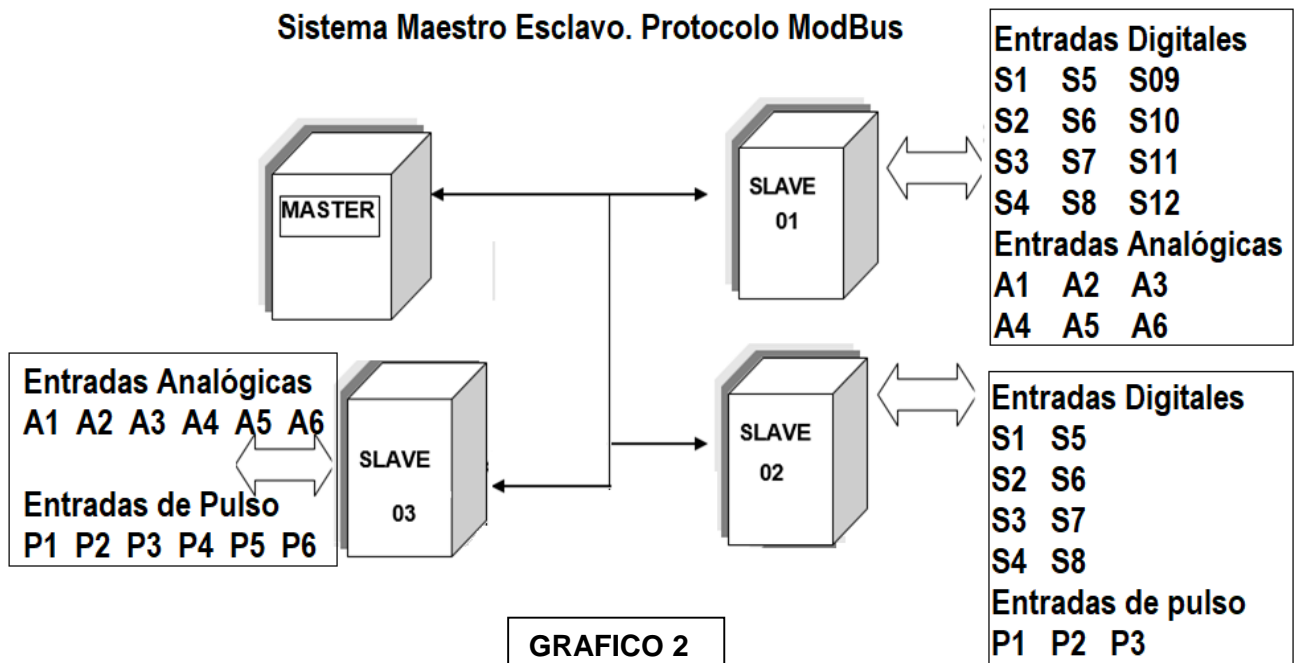 Sistema Maestro Esclavo. Protocolo ModBus
MASTER
SLAVE
01
Entradas Digitales
S1 S5 S09
S2 S6 S10
S3 S7 S11
S4 S8 S12
Entradas Analógicas
A1 A2 A3
A4 A5 A6
Entradas Analógicas
A1 A2 A3 A4 A5 A6
Entradas de Pulso
P1 P2 P3 P4 P5 P6
SLAVE
03
SLAVE
02
Entradas Digitales
S1 S5
S2 S6
S3 S7
S4 S8
Entradas de pulso
P1 P2 P3
GRAFICO 2